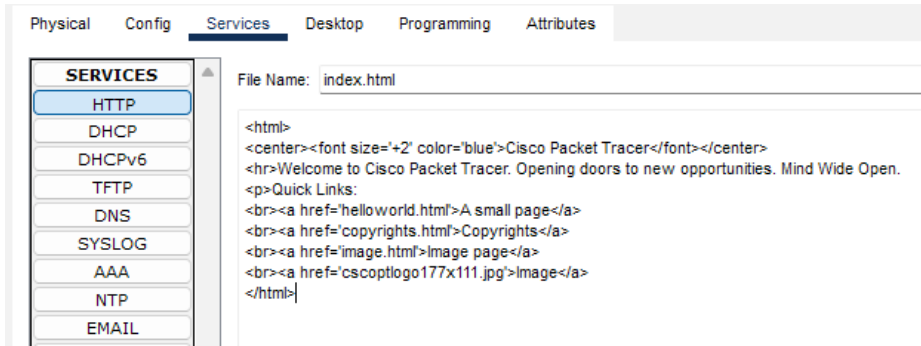 Physical Config Services Desktop Programming Attributes
SERVICES
HTTP
DHCP
DHCPv6
TFTP
DNS
SYSLOG
AAA
NTP
EMAIL
File Name: index.html
<html>
<center><font size='+2' color='blue'>Cisco Packet Tracer</font></center>
<hr>Welcome to Cisco Packet Tracer. Opening doors to new opportunities. Mind Wide Open.
<p>Quick Links:
<br><a href='helloworld.html'>A small page</a>
<br><a href='copyrights.html'>Copyrights</a>
<br><a href='image.html'>Image page</a>
<br><a href='cscoptlogo177x111.jpg'>Image</a>
</html>